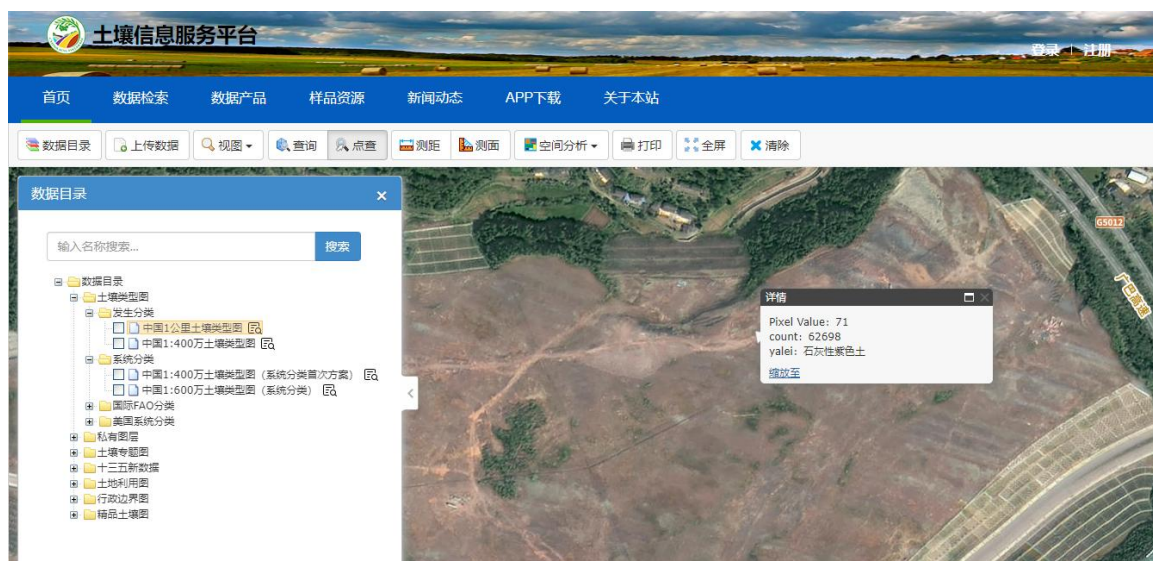 土壤信息服务平台
登录 | 注册
首页 数据检索 数据产品 样品资源 新闻动态 APP下载 关于本站
数据目录 上传数据 视图 查询 点查 测距 测面 空间分析 打印 全屏 清除
数据目录 ×
输入名称搜索... 搜索
数据目录
土壤类型图
发生分类
中国1公里土壤类型图
中国1:400万土壤类型图
系统分类
中国1:400万土壤类型图（系统分类首次方案）
中国1:600万土壤类型图（系统分类）
国际FAO分类
美国系统分类
私有图层
土壤专题图
十三五新数据
土地利用图
行政边界图
精品土壤图
详情
Pixel Value: 71
count: 62698
yalei: 石灰性紫色土
缩放至
G5012
广巴高速